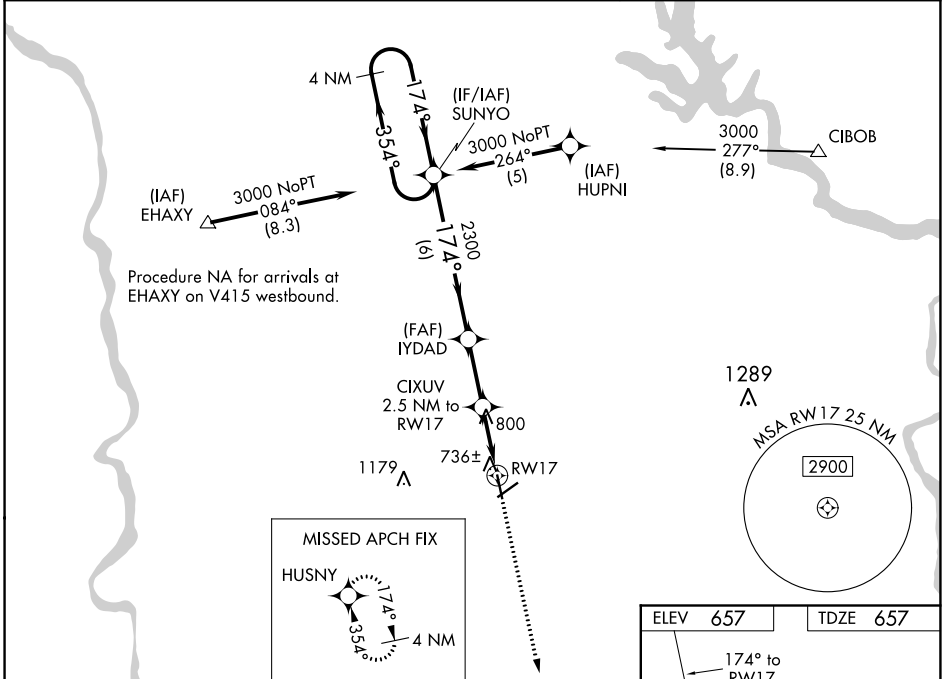 4 NM
174°
354°
(IF/IAF)
SUNYO
3000 NoPT
264°
(5)
(IAF)
HUPNI
3000
277°
(8.9)
CIBOB
(IAF)
EHAXY
3000 NoPT
084°
(8.3)
Procedure NA for arrivals at
EHAXY on V415 westbound.
2300
174°
(6)
(FAF)
IYDAD
CIXUV
2.5 NM to
RW17
800
736±
RW17
1179
1289
MSA RW17 25 NM
2900
MISSED APCH FIX
HUSNY
174°
354°
4 NM
ELEV 657
TDZE 657
174° to
RW17